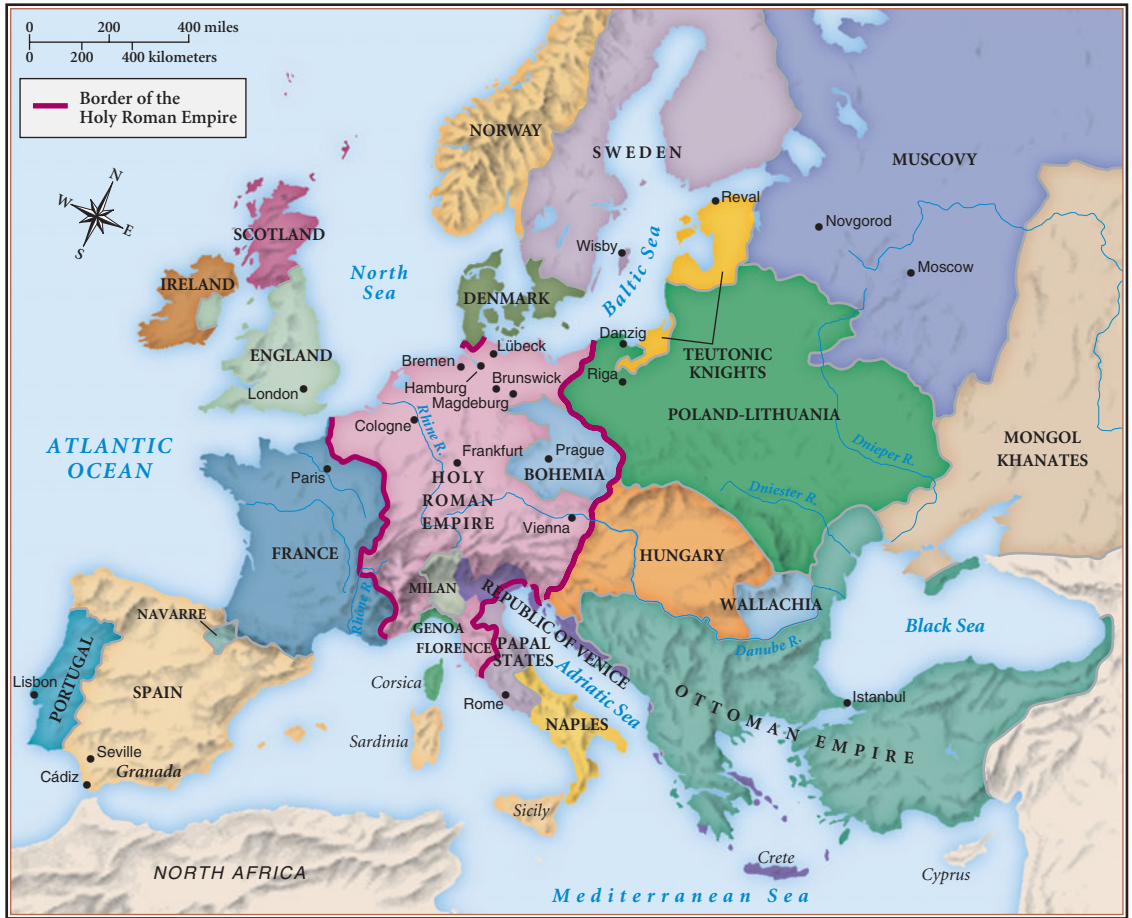 0 200 400 miles
0 200 400 kilometers
Border of the
Holy Roman Empire
N
W
E
S
NORWAY
SWEDEN
MUSCOVY
Reval
Novgorod
Moscow
SCOTLAND
Wisby
Baltic Sea
North
Sea
IRELAND
DENMARK
ENGLAND
London
Lübeck
Bremen
Hamburg
Brunswick
Magdeburg
Danzig
Riga
TEUTONIC
KNIGHTS
POLAND-LITHUANIA
Cologne
Rhine R.
ATLANTIC
OCEAN
Paris
Frankfurt
Prague
BOHEMIA
HOLY
ROMAN
EMPIRE
Vienna
Dnieper R.
Dniester R.
MONGOL
KHANATES
FRANCE
HUNGARY
MILAN
REPUBLIC OF VENICE
WALLACHIA
Rhône R.
NAVARRE
GENOA
FLORENCE
PAPAL
STATES
Danube R.
Black Sea
PORTUGAL
Lisbon
SPAIN
Corsica
Rome
Adriatic Sea
OTTOMAN EMPIRE
Istanbul
NAPLES
Sardinia
Seville
Granada
Cádiz
Sicily
Crete
Cyprus
NORTH AFRICA
Mediterranean Sea